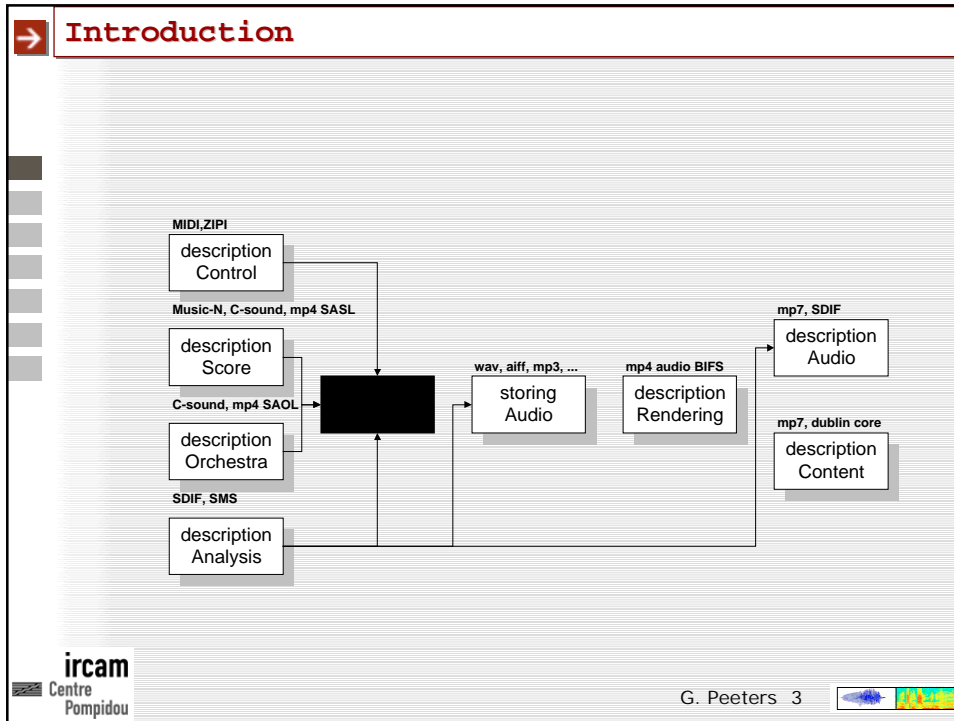 Introduction
MIDI,ZIPI
description
Control
Music-N, C-sound, mp4 SASL
description
Score
C-sound, mp4 SAOL
description
Orchestra
SDIF, SMS
description
Analysis
wav, aiff, mp3, ...
storing
Audio
mp4 audio BIFS
description
Rendering
mp7, SDIF
description
Audio
mp7, dublin core
description
Content
ircam
Centre
Pompidou
G. Peeters 3